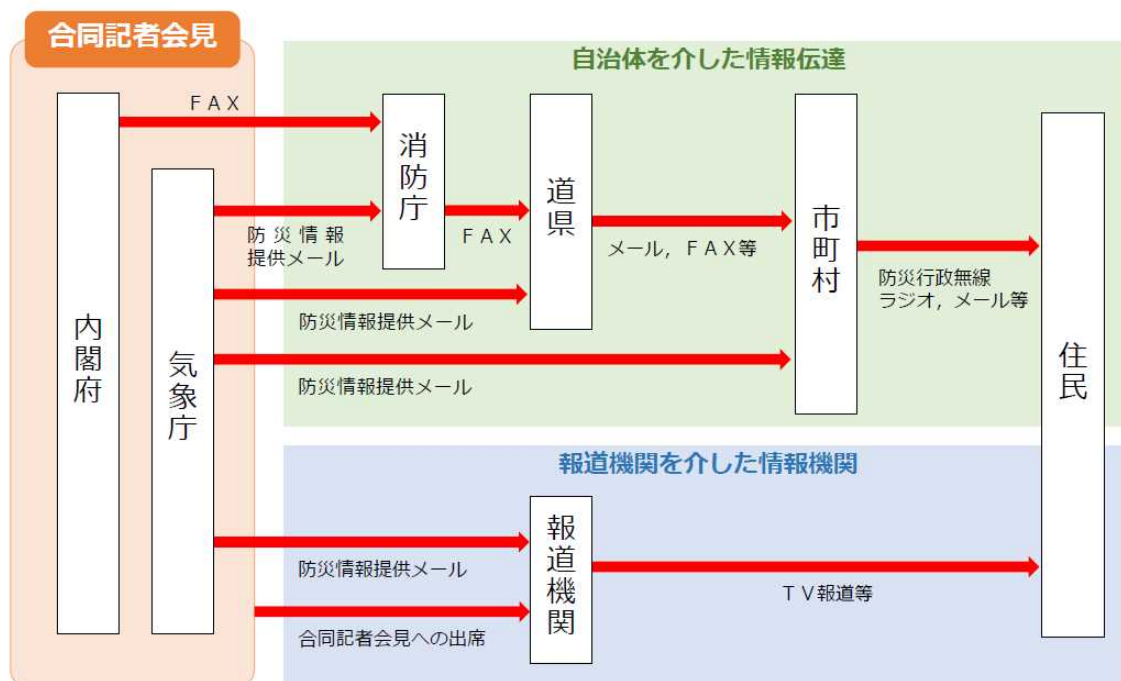 合同記者会見
自治体を介した情報伝達
ＦＡＸ
内閣府
気象庁
消防庁
道県
市町村
住民
防災情報
提供メール
ＦＡＸ
メール，ＦＡＸ等
防災行政無線
ラジオ，メール等
防災情報提供メール
防災情報提供メール
報道機関を介した情報機関
報道機関
防災情報提供メール
ＴＶ報道等
合同記者会見への出席